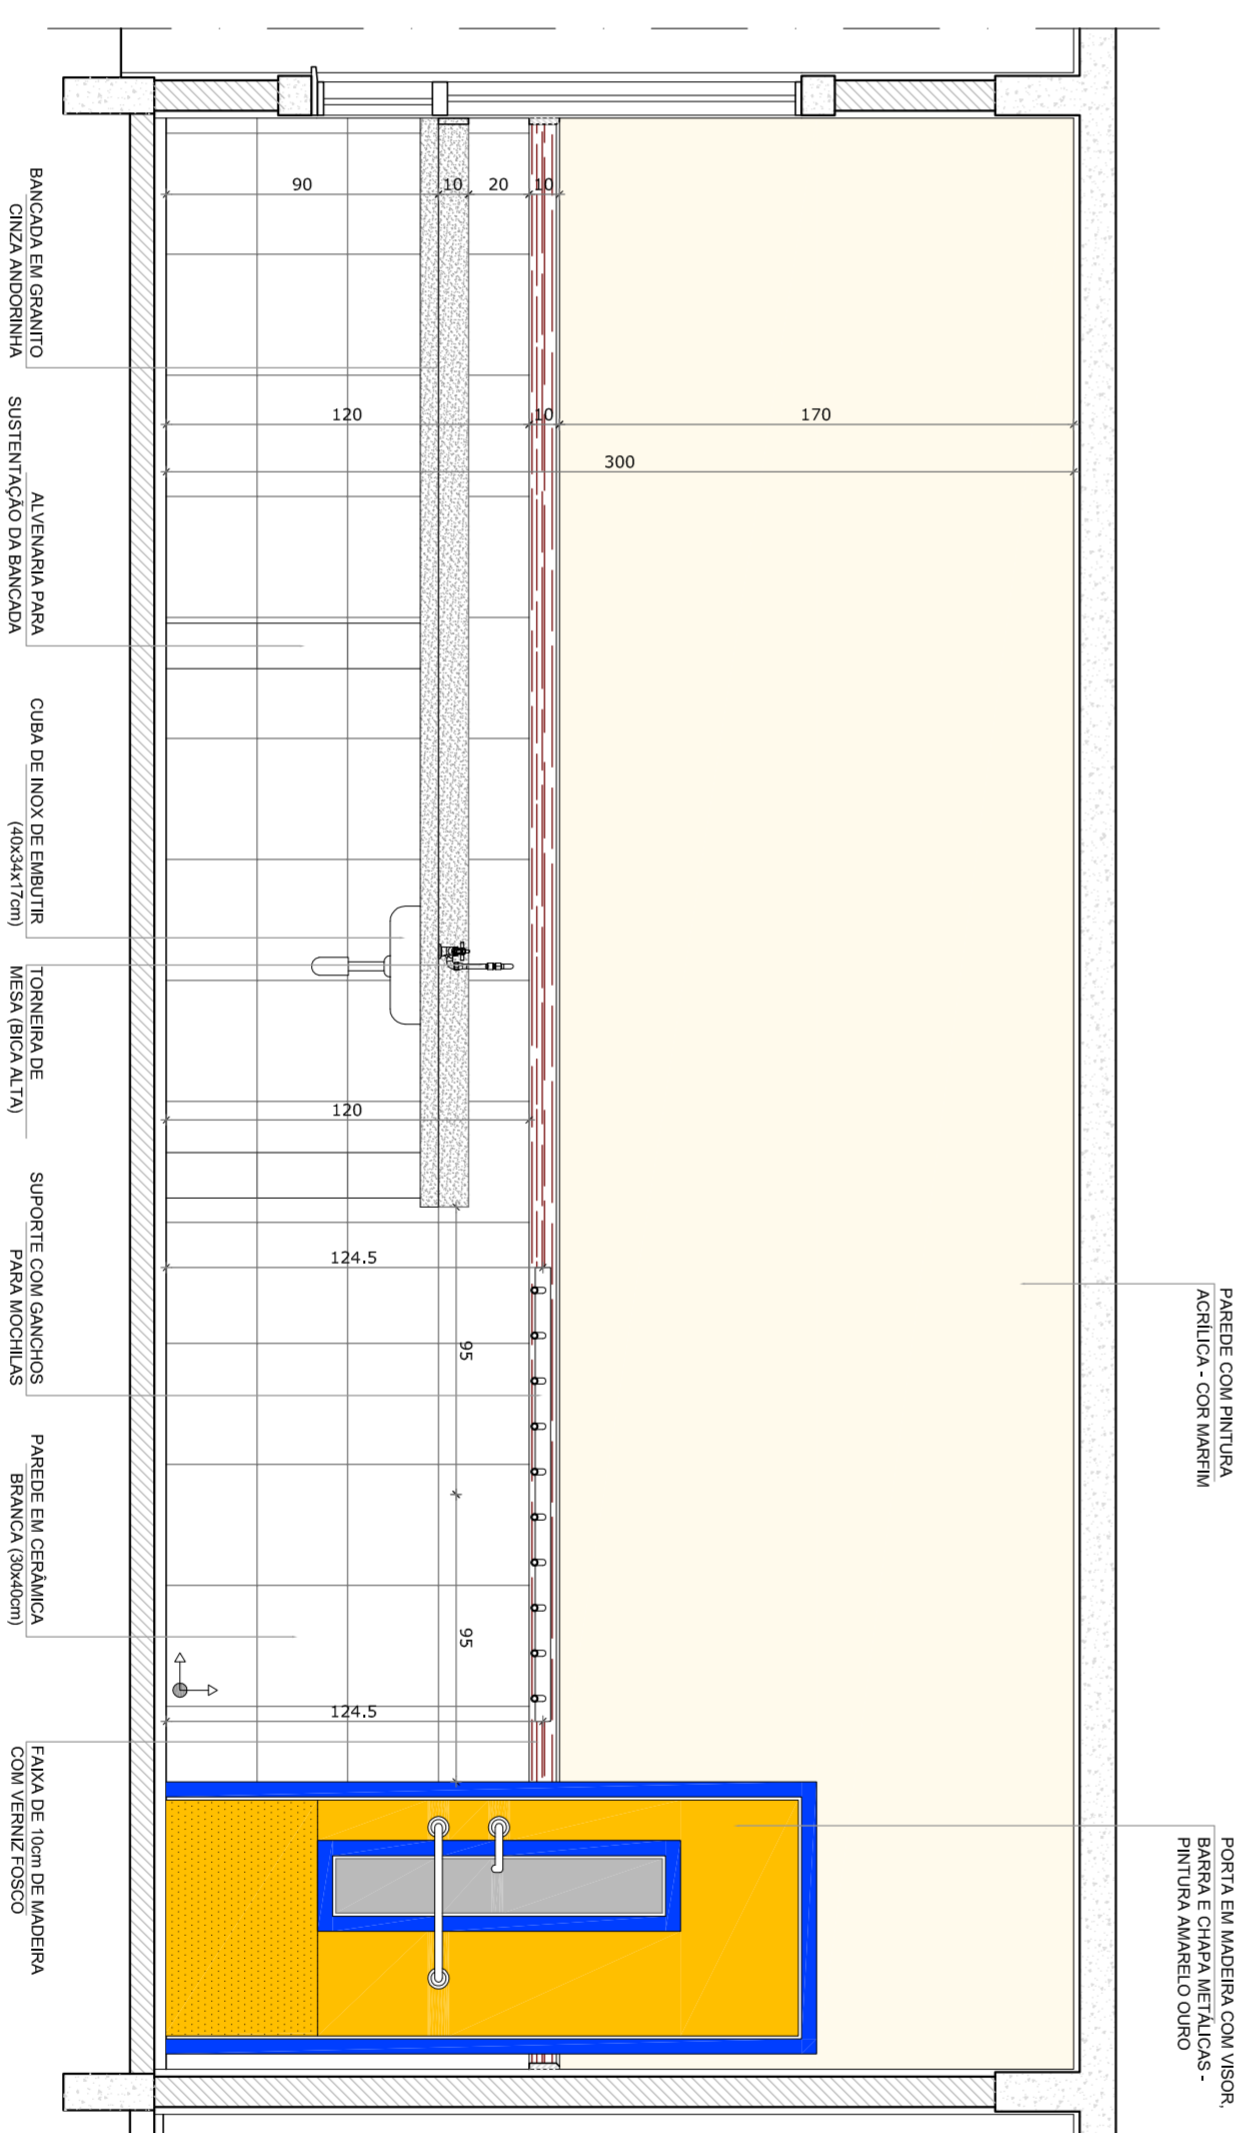 PAREDE COM PINTURA
ACRÍLICA - COR MARFIM
PORTA EM MADEIRA COM VISOR,
BARRA E CHAPA METÁLICAS -
PINTURA AMARELO OURO
10
20
10
90
170
10
120
300
120
124.5
95
95
124.5
BANCADA EM GRANITO
CINZA ANDORINHA
ALVENARIA PARA
SUSTENTAÇÃO DA BANCADA
CUBA DE INOX DE EMBUTIR
(40x34x17cm)
TORNEIRA DE
MESA (BICA ALTA)
SUPORTE COM GANCHOS
PARA MOCHILAS
PAREDE EM CERÂMICA
BRANCA (30x40cm)
FAIXA DE 10cm DE MADEIRA
COM VERNIZ FOSCO